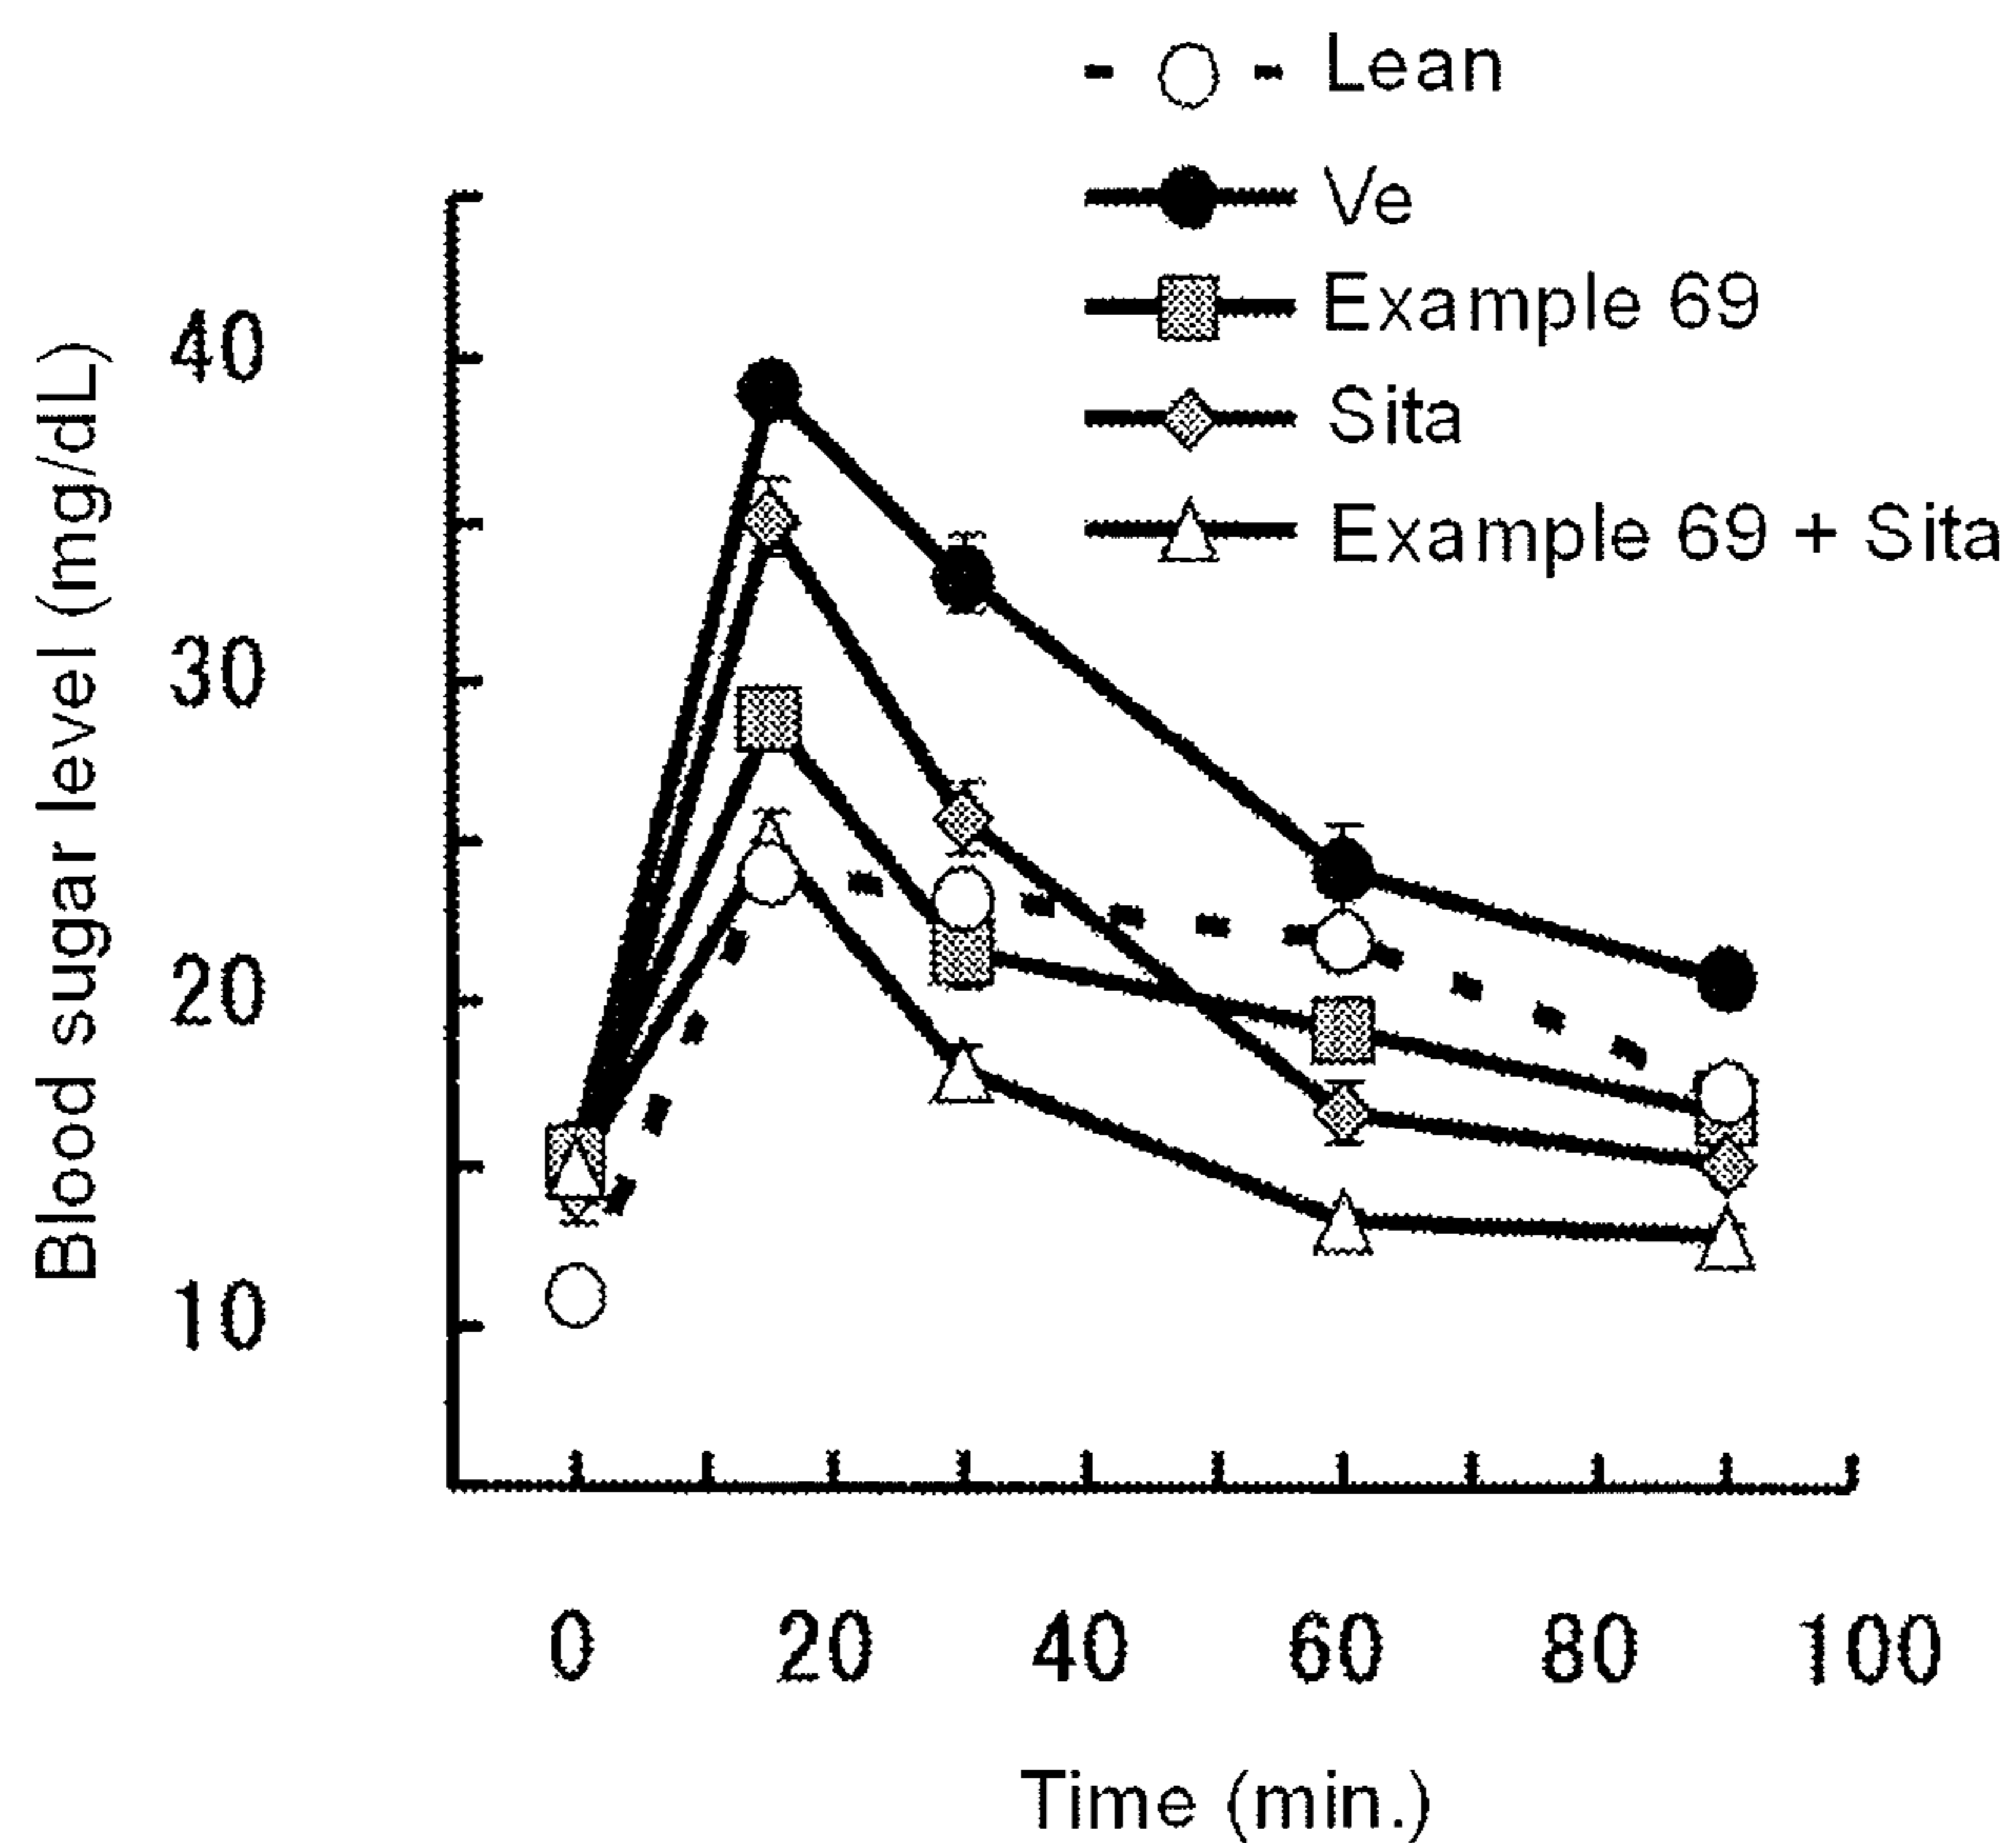 Lean
Ve
Example 69
Sita
Example 69 + Sita
Blood sugar level (mg/dL)
40
30
20
10
0 20 40 60 80 100
Time (min.)